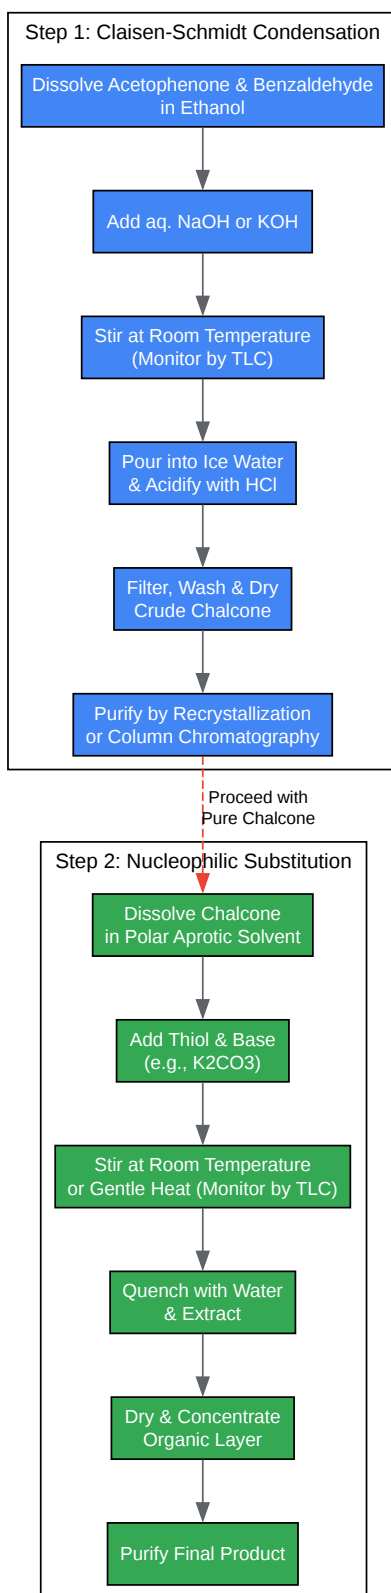 Step 1: Claisen-Schmidt Condensation
Dissolve Acetophenone & Benzaldehyde
in Ethanol
Add aq. NaOH or KOH
Stir at Room Temperature
(Monitor by TLC)
Pour into Ice Water
& Acidify with HCl
Filter, Wash & Dry
Crude Chalcone
Purify by Recrystallization
or Column Chromatography
Proceed with
Pure Chalcone
Step 2: Nucleophilic Substitution
Dissolve Chalcone
in Polar Aprotic Solvent
Add Thiol & Base
(e.g., K2CO3)
Stir at Room Temperature
or Gentle Heat (Monitor by TLC)
Quench with Water
& Extract
Dry & Concentrate
Organic Layer
Purify Final Product